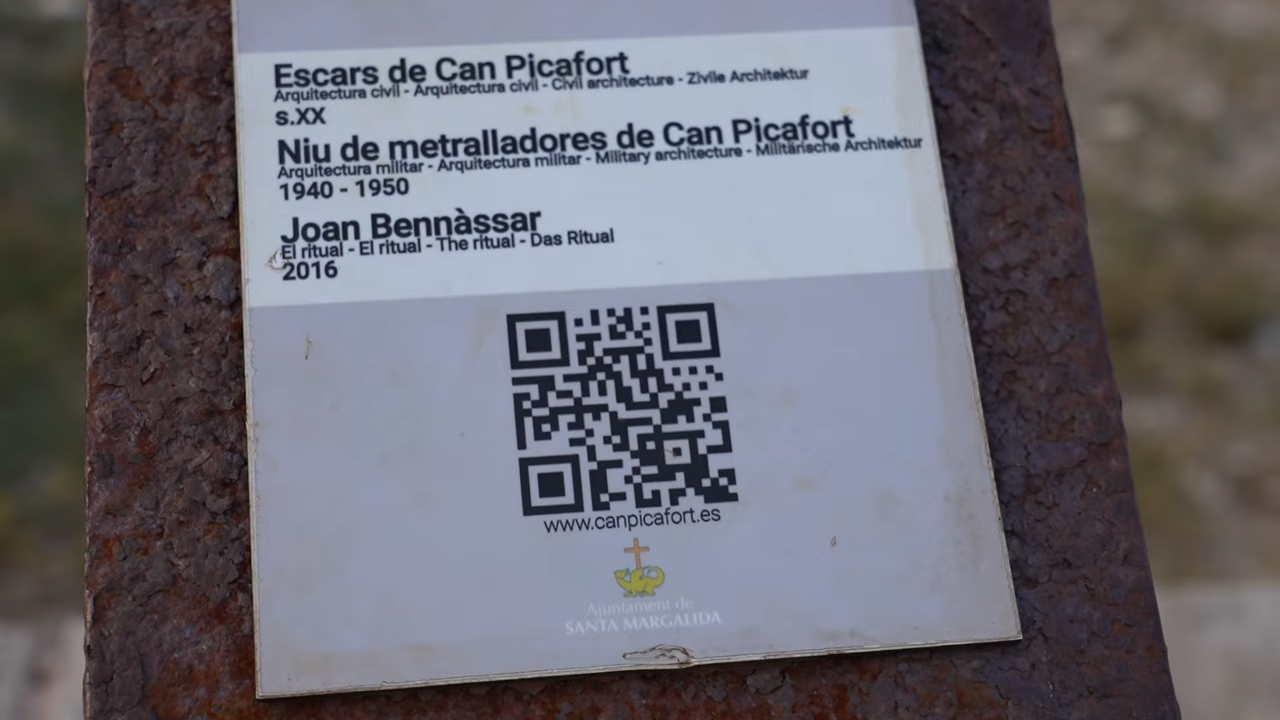 Escars de Can Picafort
Arquitectura civil - Arquitectura civil - Civil architecture - Zivile Architektur
s.XX
Niu de metralladores de Can Picafort
Arquitectura militar - Arquitectura militar - Military architecture - Militärische Architektur
1940 - 1950
Joan Bennàssar
El ritual - El ritual - The ritual - Das Ritual
2016
www.canpicafort.es
Ajuntament de
SANTA MARGALIDA